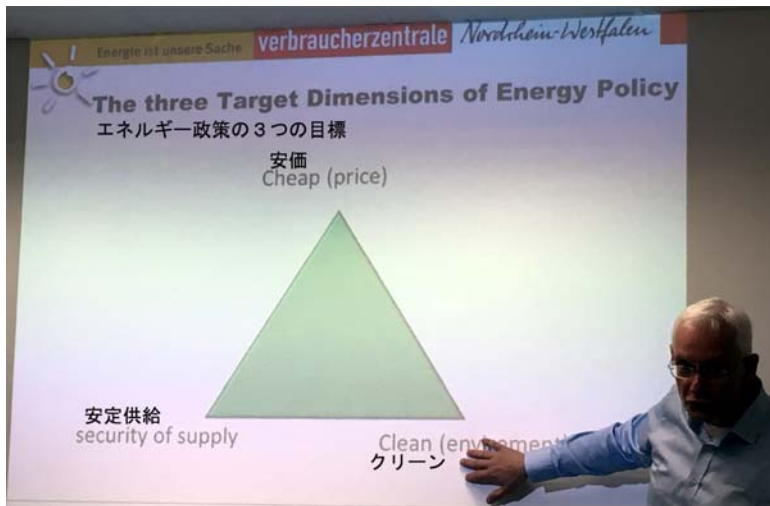 Energie ist unsere Sache verbraucherzentrale Nordrhein-Westfalen
The three Target Dimensions of Energy Policy
エネルギー政策の３つの目標
安価
Cheap (price)
安定供給
security of supply
Clean (envirement
クリーン